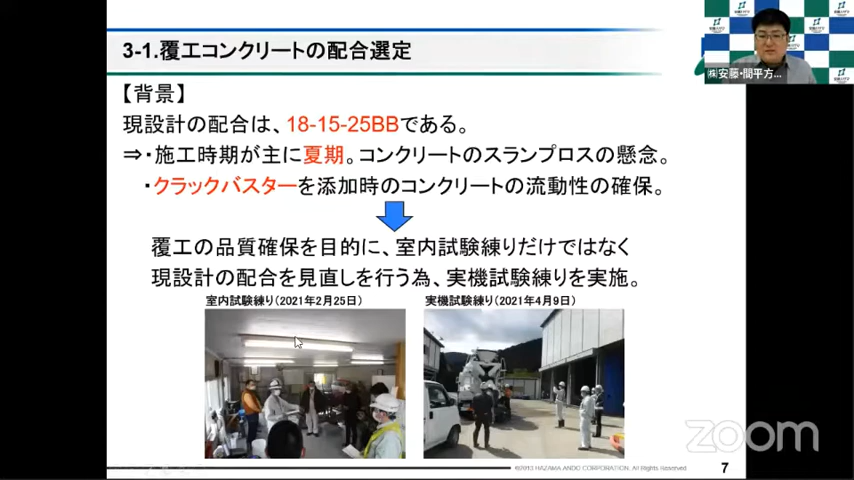 3-1.覆工コンクリートの配合選定
【背景】
現設計の配合は、18-15-25BBである。
⇒・施工時期が主に夏期。コンクリートのスランプロスの懸念。
・クラックバスターを添加時のコンクリートの流動性の確保。
覆工の品質確保を目的に、室内試験練りだけではなく
現設計の配合を見直しを行う為、実機試験練りを実施。
室内試験練り（2021年2月25日）
実機試験練り（2021年4月9日）
㈱安藤・間平方...
zoom
©2013 HAZAMA ANDO CORPORATION. All Rights Reserved
7